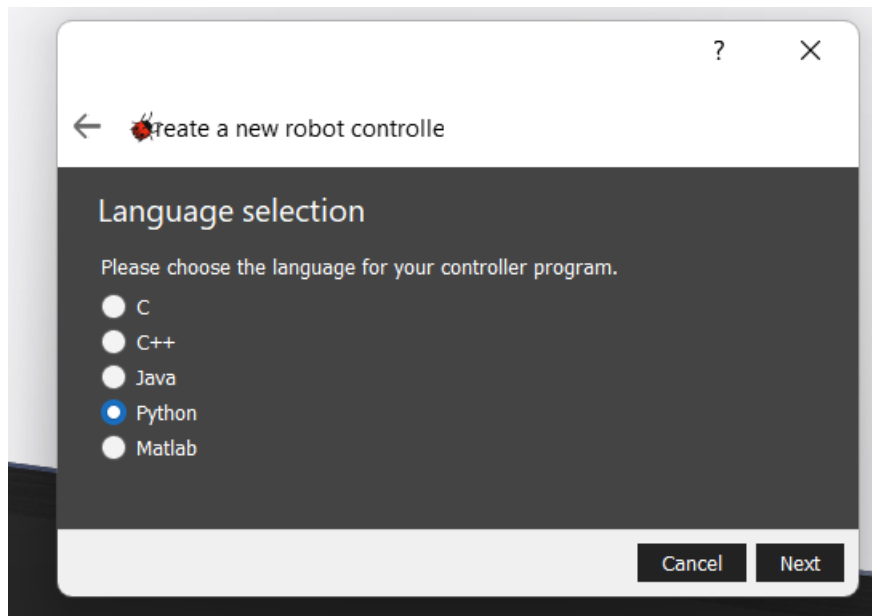 ?
reate a new robot controlle
Language selection
Please choose the language for your controller program.
C
C++
Java
Python
Matlab
Cancel Next